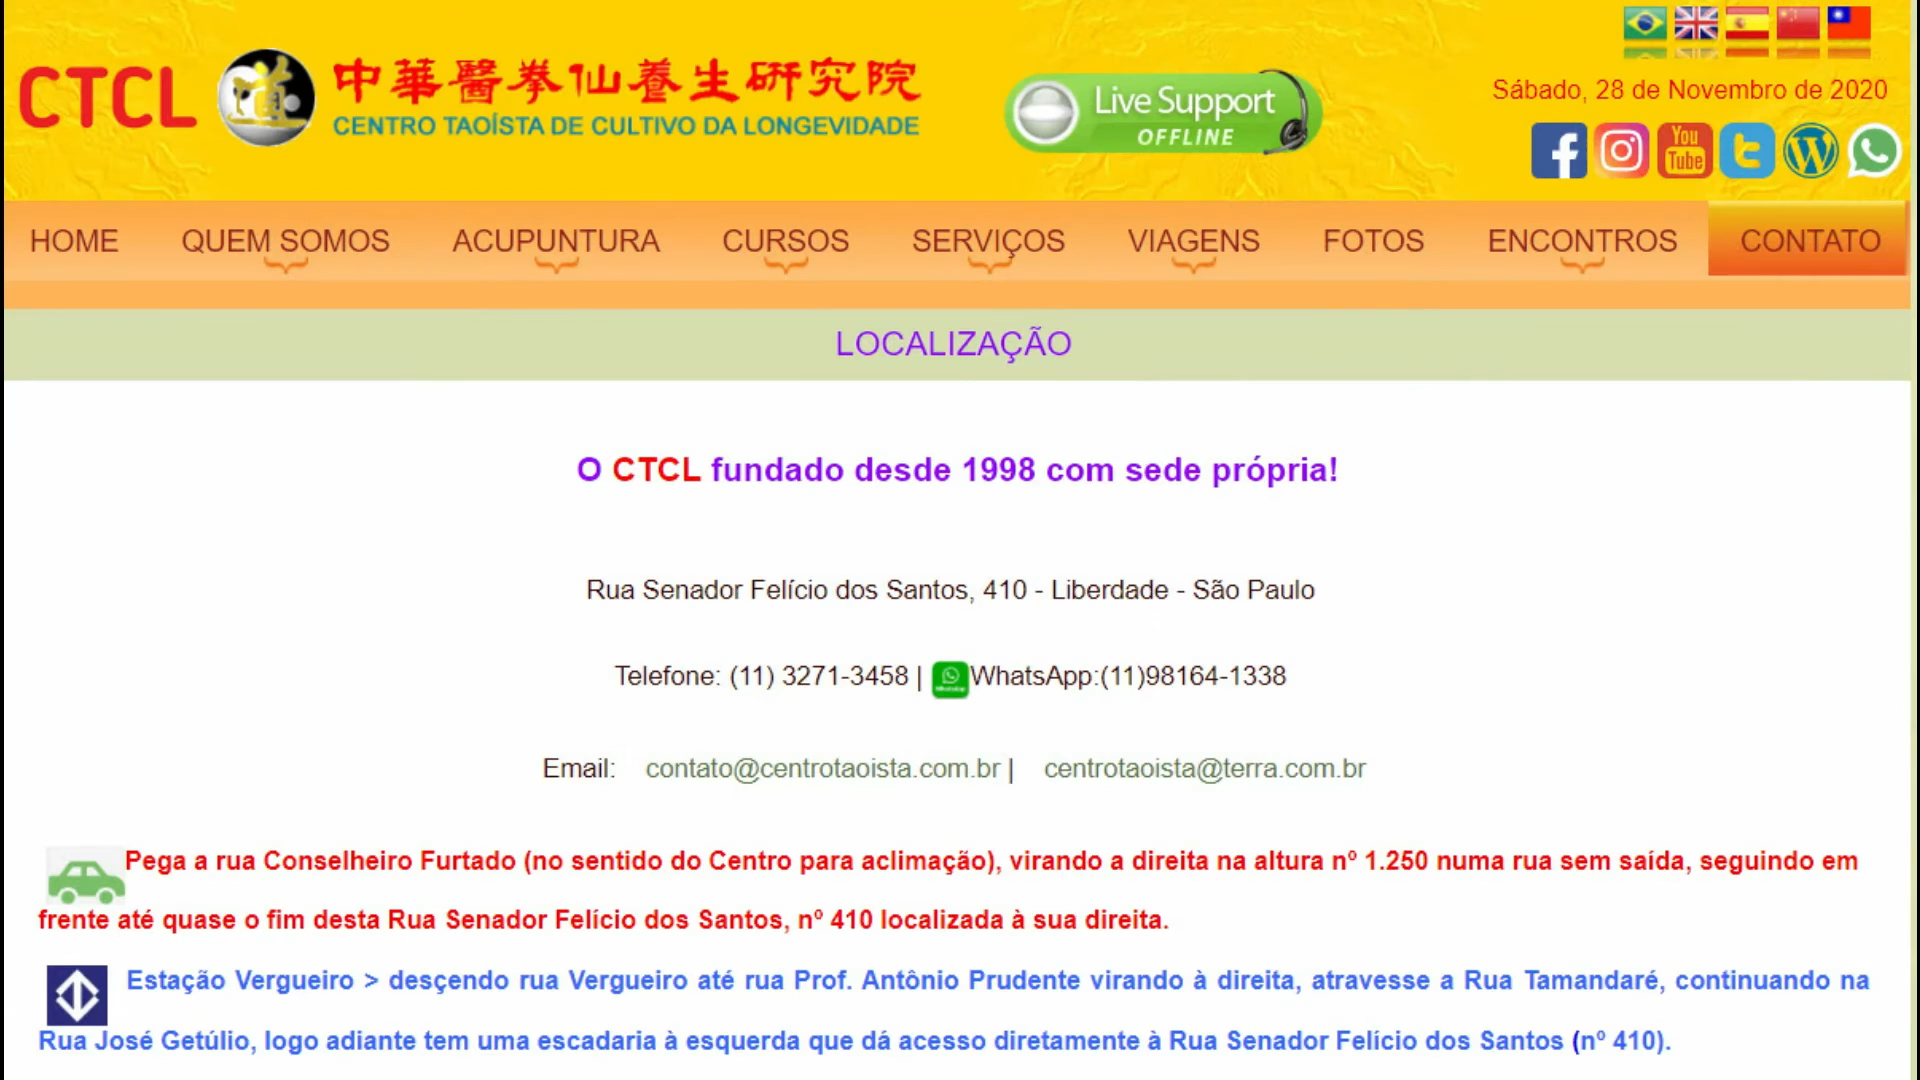 CTCL
中華醫拳仙養生研究院
CENTRO TAOÍSTA DE CULTIVO DA LONGEVIDADE
Live Support
OFFLINE
Sábado, 28 de Novembro de 2020
You
Tube
HOME QUEM SOMOS ACUPUNTURA CURSOS SERVIÇOS VIAGENS FOTOS ENCONTROS CONTATO
LOCALIZAÇÃO
O CTCL fundado desde 1998 com sede própria!
Rua Senador Felício dos Santos, 410 - Liberdade - São Paulo
Telefone: (11) 3271-3458 | WhatsApp:(11)98164-1338
Email: contato@centrotaoista.com.br | centrotaoista@terra.com.br
Pega a rua Conselheiro Furtado (no sentido do Centro para aclimação), virando a direita na altura nº 1.250 numa rua sem saída, seguindo em
frente até quase o fim desta Rua Senador Felício dos Santos, nº 410 localizada à sua direita.
Estação Vergueiro > desçendo rua Vergueiro até rua Prof. Antônio Prudente virando à direita, atravesse a Rua Tamandaré, continuando na
Rua José Getúlio, logo adiante tem uma escadaria à esquerda que dá acesso diretamente à Rua Senador Felício dos Santos (nº 410).